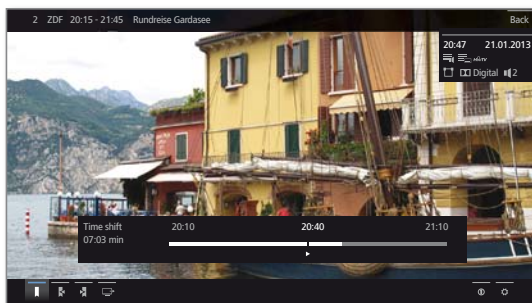 2 ZDF 20:15 - 21:45 Rundreise Gardasee Back
20:47 21.01.2013
Digital 2
Time shift 20:10 20:40 21:10
07:03 min